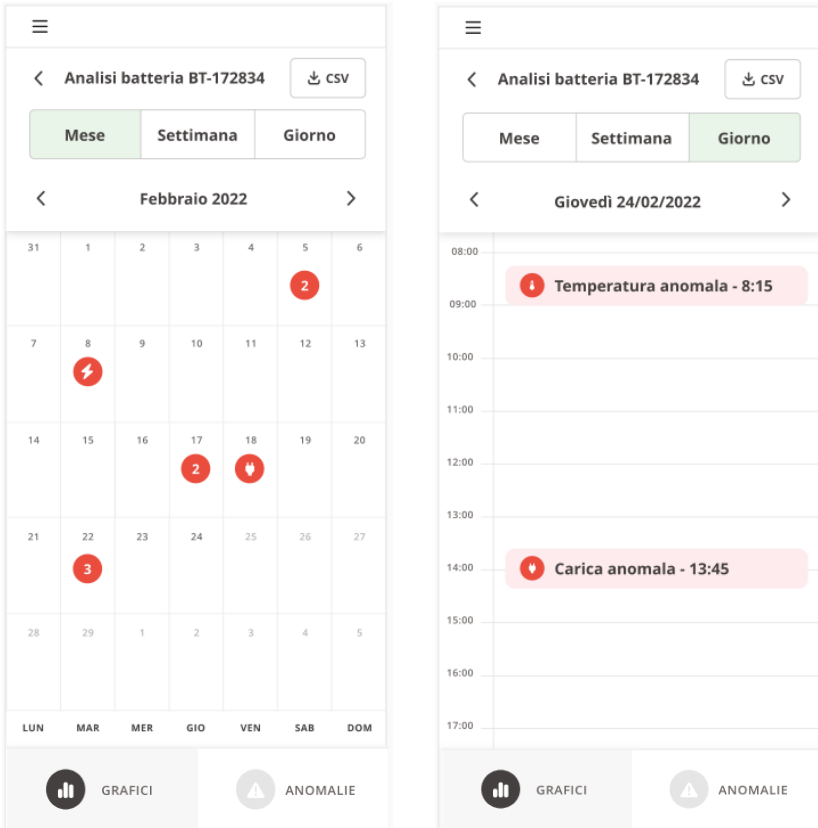 Analisi batteria BT-172834 CSV
Mese Settimana Giorno
Febbraio 2022
31 1 2 3 4 5 6
2
7 8 9 10 11 12 13
14 15 16 17 18 19 20
2
21 22 23 24 25 26 27
3
28 29 1 2 3 4 5
LUN MAR MER GIO VEN SAB DOM
GRAFICI ANOMALIE
Analisi batteria BT-172834 CSV
Mese Settimana Giorno
Giovedì 24/02/2022
08:00
Temperatura anomala - 8:15
09:00
10:00
11:00
12:00
13:00
14:00 Carica anomala - 13:45
15:00
16:00
17:00
GRAFICI ANOMALIE